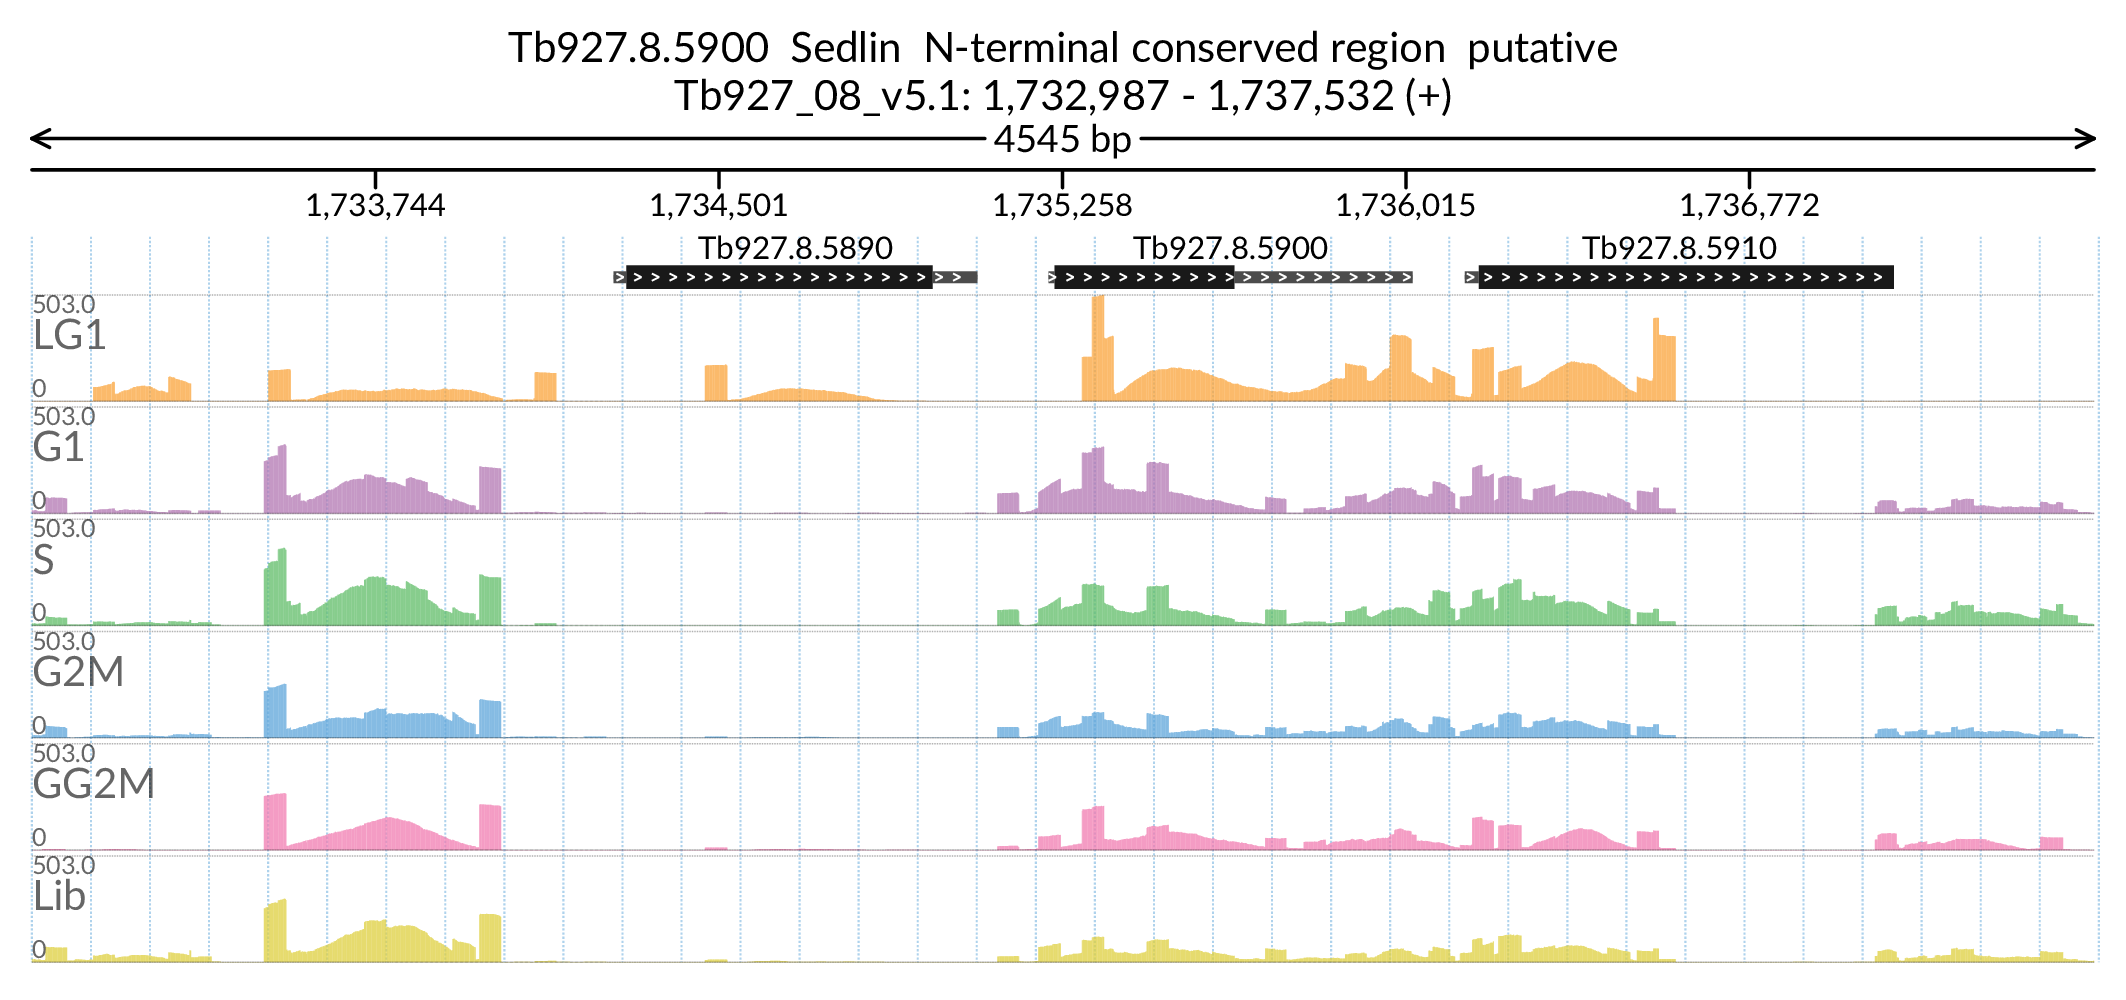 Tb927.8.5900 Sedlin N-terminal conserved region putative
Tb927_08_v5.1: 1,732,987 - 1,737,532 (+)
4545 bp
1,733,744 1,734,501 1,735,258 1,736,015 1,736,772
Tb927.8.5890 Tb927.8.5900 Tb927.8.5910
503.0
LG1
0
503.0
G1
0
503.0
S
0
503.0
G2M
0
503.0
GG2M
0
503.0
Lib
0